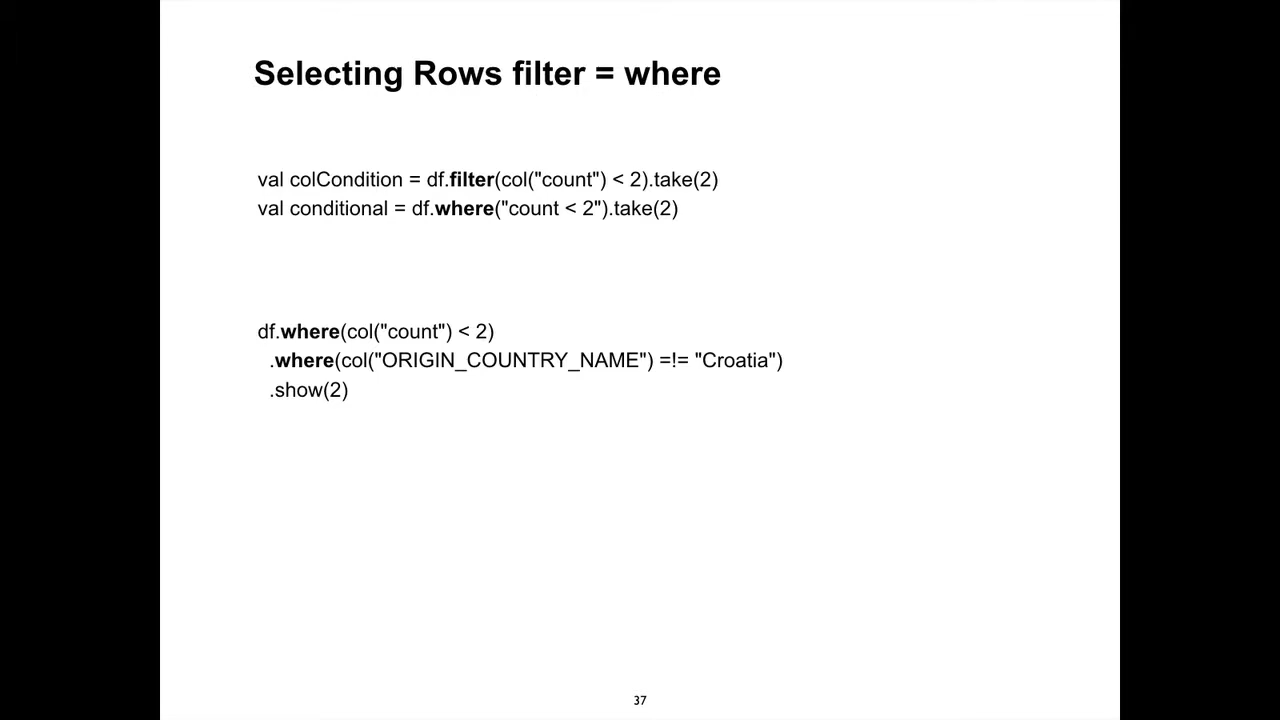 Selecting Rows filter = where
val colCondition = df.filter(col("count") < 2).take(2)
val conditional = df.where("count < 2").take(2)
df.where(col("count") < 2)
.where(col("ORIGIN_COUNTRY_NAME") =!= "Croatia")
.show(2)
37